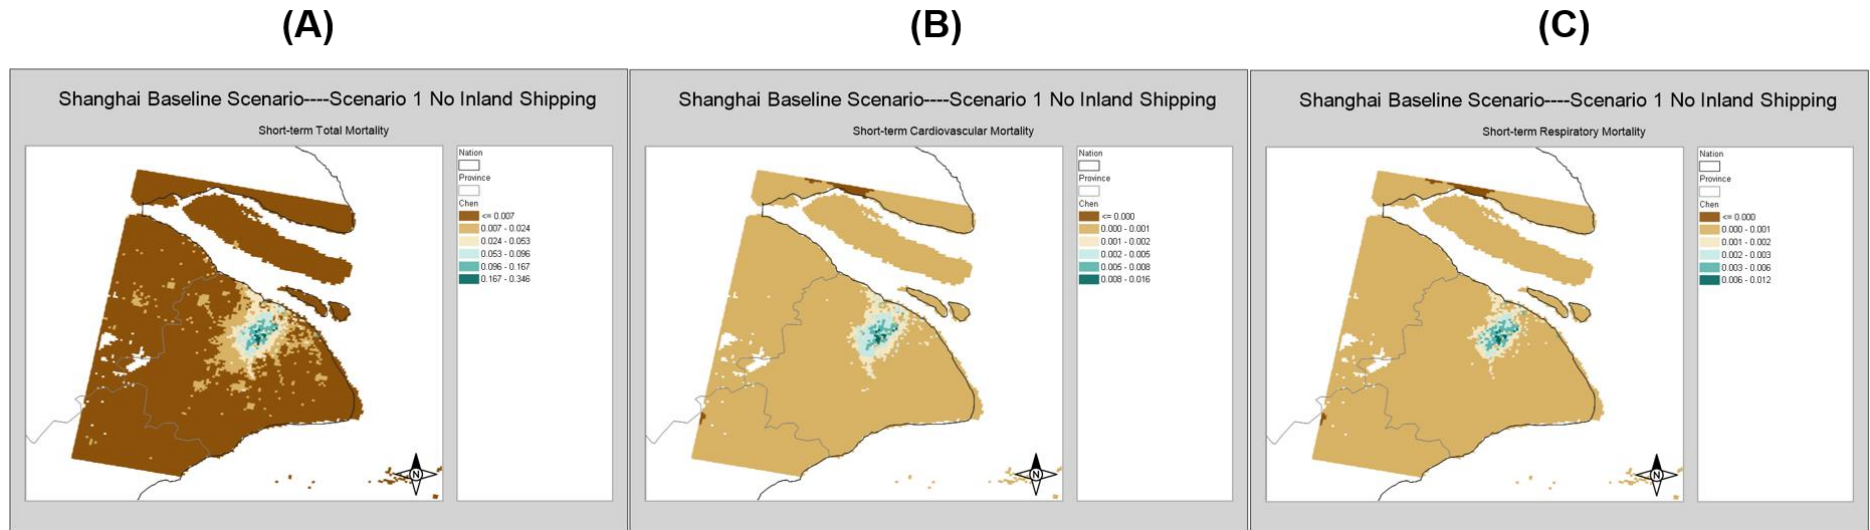 (A)
Shanghai Baseline Scenario----Scenario 1 No Inland Shipping
Short-term Total Mortality
Nation
Province
Chen
<= 0.007
0.007 - 0.024
0.024 - 0.053
0.053 - 0.096
0.096 - 0.167
0.167 - 0.346
N
(B)
Shanghai Baseline Scenario----Scenario 1 No Inland Shipping
Short-term Cardiovascular Mortality
Nation
Province
Chen
<= 0.000
0.000 - 0.001
0.001 - 0.002
0.002 - 0.005
0.005 - 0.008
0.008 - 0.016
N
(C)
Shanghai Baseline Scenario----Scenario 1 No Inland Shipping
Short-term Respiratory Mortality
Nation
Province
Chen
<= 0.000
0.000 - 0.001
0.001 - 0.002
0.002 - 0.003
0.003 - 0.006
0.006 - 0.012
N